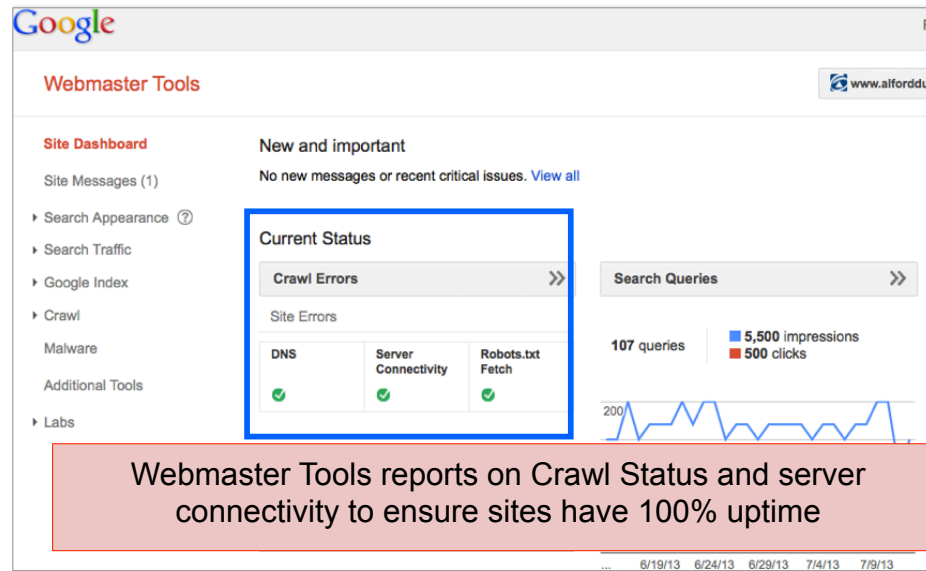 Google
Webmaster Tools
www.alforddu
Site Dashboard
Site Messages (1)
Search Appearance ?
Search Traffic
Google Index
Crawl
Malware
Additional Tools
Labs
New and important
No new messages or recent critical issues. View all
Current Status
Crawl Errors
Site Errors
DNS
Server
Connectivity
Robots.txt
Fetch
Search Queries
107 queries
5,500 impressions
500 clicks
200
Webmaster Tools reports on Crawl Status and server
connectivity to ensure sites have 100% uptime
... 6/19/13 6/24/13 6/29/13 7/4/13 7/9/13